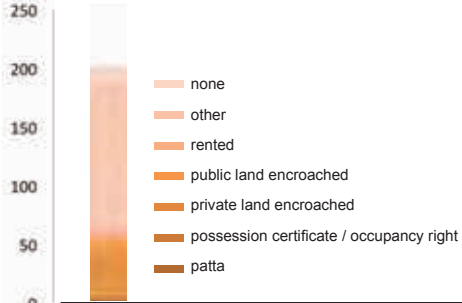 250
200
150
100
50
0
none
other
rented
public land encroached
private land encroached
possession certificate / occupancy right
patta